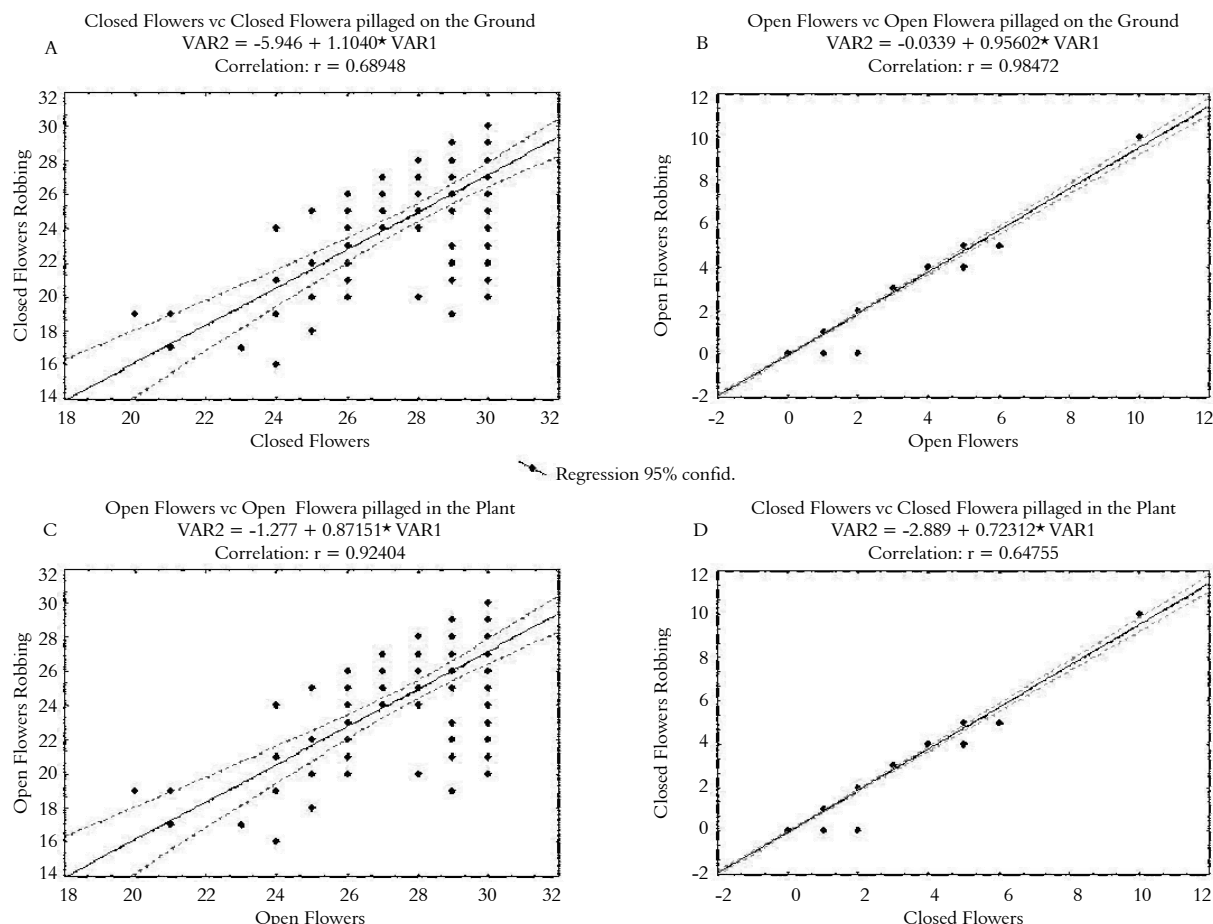 A
Closed Flowers vc Closed Flowera pillaged on the Ground
VAR2 = -5.946 + 1.1040★ VAR1
Correlation: r = 0.68948
32
30
28
26
24
22
20
18
16
14
Closed Flowers Robbing
18 20 22 24 26 28 30 32
Closed Flowers
B
Open Flowers vc Open Flowera pillaged on the Ground
VAR2 = -0.0339 + 0.95602★ VAR1
Correlation: r = 0.98472
12
10
8
6
4
2
0
-2
Open Flowers Robbing
-2 0 2 4 6 8 10 12
Open Flowers
Regression 95% confid.
C
Open Flowers vc Open Flowera pillaged in the Plant
VAR2 = -1.277 + 0.87151★ VAR1
Correlation: r = 0.92404
32
30
28
26
24
22
20
18
16
14
Open Flowers Robbing
18 20 22 24 26 28 30 32
Open Flowers
D
Closed Flowers vc Closed Flowera pillaged in the Plant
VAR2 = -2.889 + 0.72312★ VAR1
Correlation: r = 0.64755
12
10
8
6
4
2
0
-2
Closed Flowers Robbing
-2 0 2 4 6 8 10 12
Closed Flowers